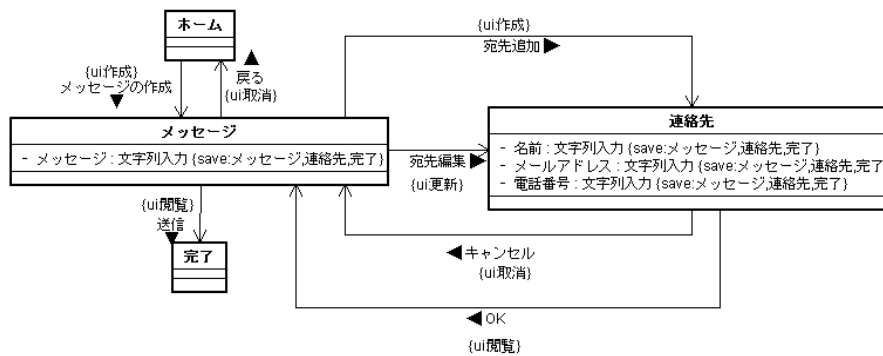 ホーム
{ui作成}
メッセージの作成
戻る
{ui取消}
{ui作成}
宛先追加
メッセージ
- メッセージ : 文字列入力 {save:メッセージ,連絡先,完了}
宛先編集
{ui更新}
連絡先
- 名前 : 文字列入力 {save:メッセージ,連絡先,完了}
- メールアドレス : 文字列入力 {save:メッセージ,連絡先,完了
- 電話番号 : 文字列入力 {save:メッセージ,連絡先,完了}
{ui閲覧}
送信
完了
キャンセル
{ui取消}
OK
{ui閲覧}